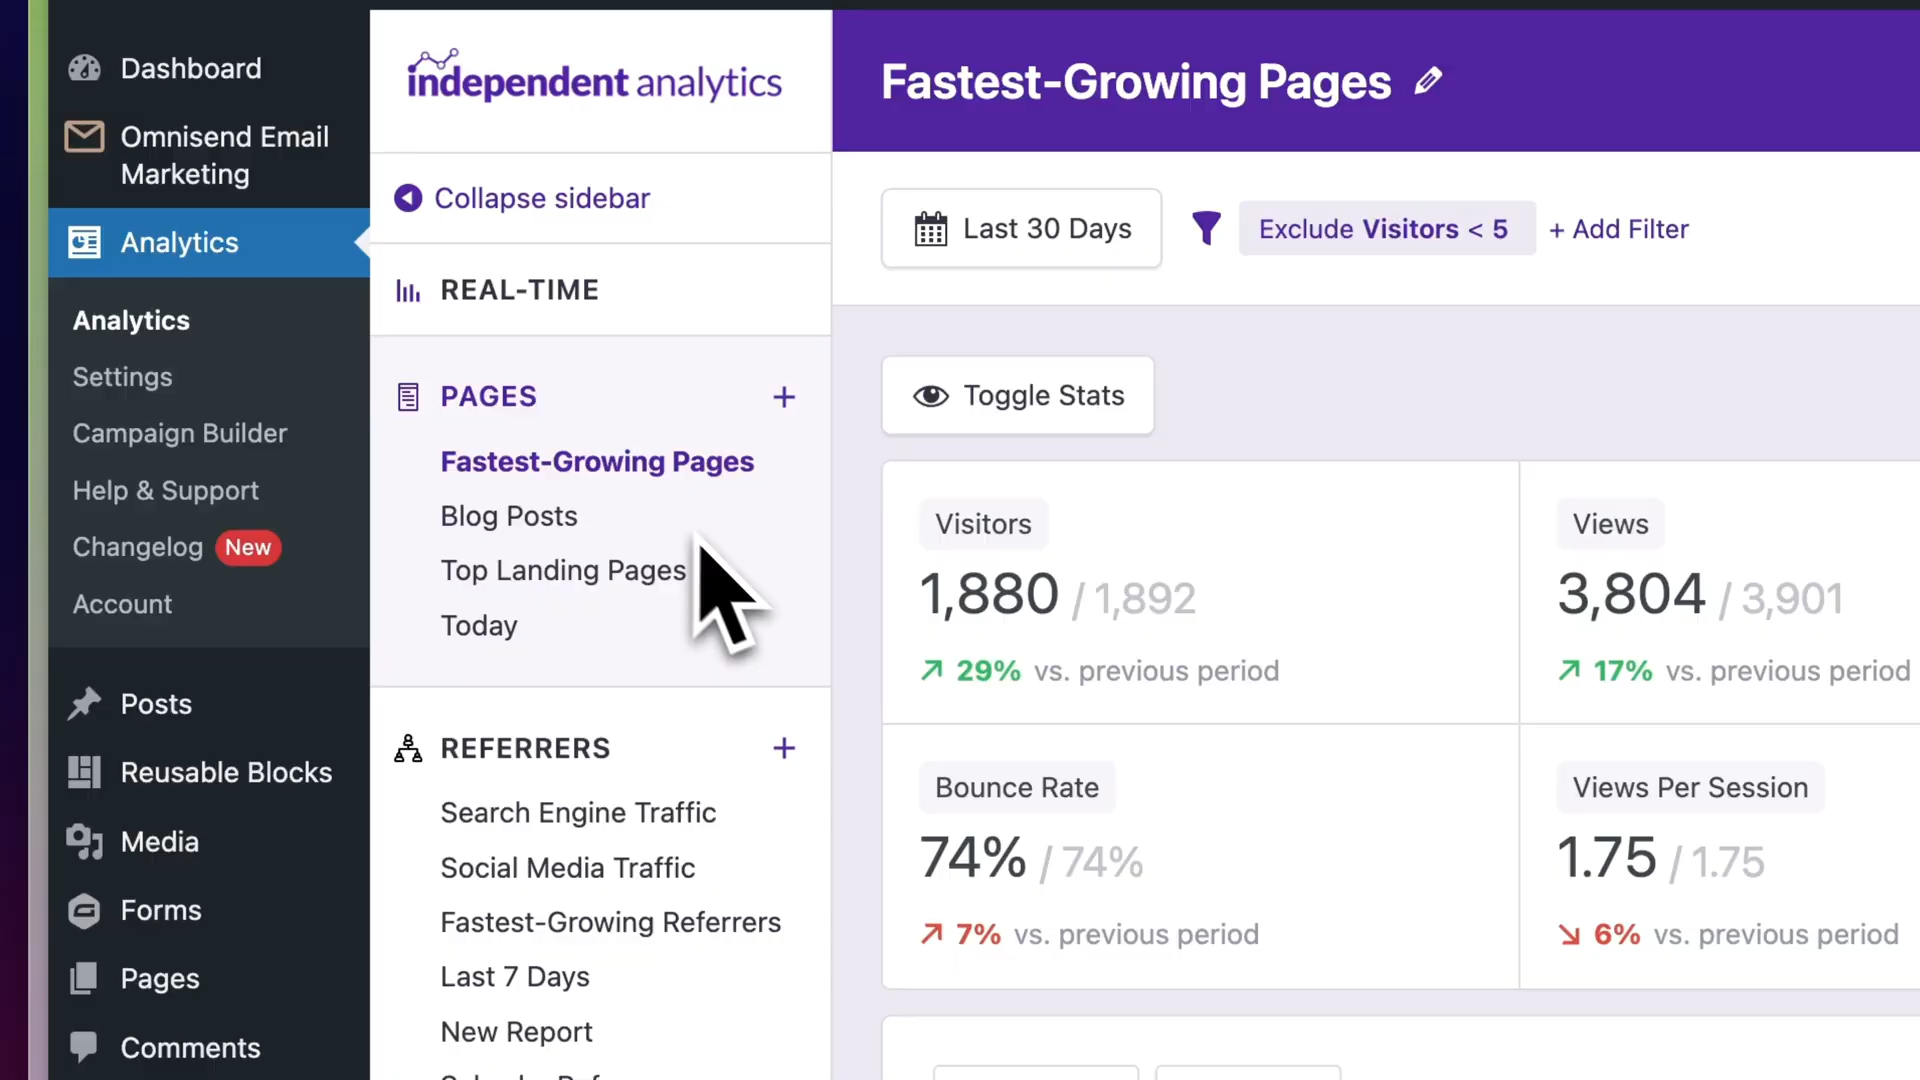 Dashboard
Omnisend Email
Marketing
Analytics
Analytics
Settings
Campaign Builder
Help & Support
Changelog New
Account
Posts
Reusable Blocks
Media
Forms
Pages
Comments
independent analytics
Collapse sidebar
REAL-TIME
PAGES +
Fastest-Growing Pages
Blog Posts
Top Landing Pages
Today
REFERRERS +
Search Engine Traffic
Social Media Traffic
Fastest-Growing Referrers
Last 7 Days
New Report
Fastest-Growing Pages
Last 30 Days
Exclude Visitors < 5
+ Add Filter
Toggle Stats
Visitors
1,880 / 1,892
29% vs. previous period
Views
3,804 / 3,901
17% vs. previous period
Bounce Rate
74% / 74%
7% vs. previous period
Views Per Session
1.75 / 1.75
6% vs. previous period